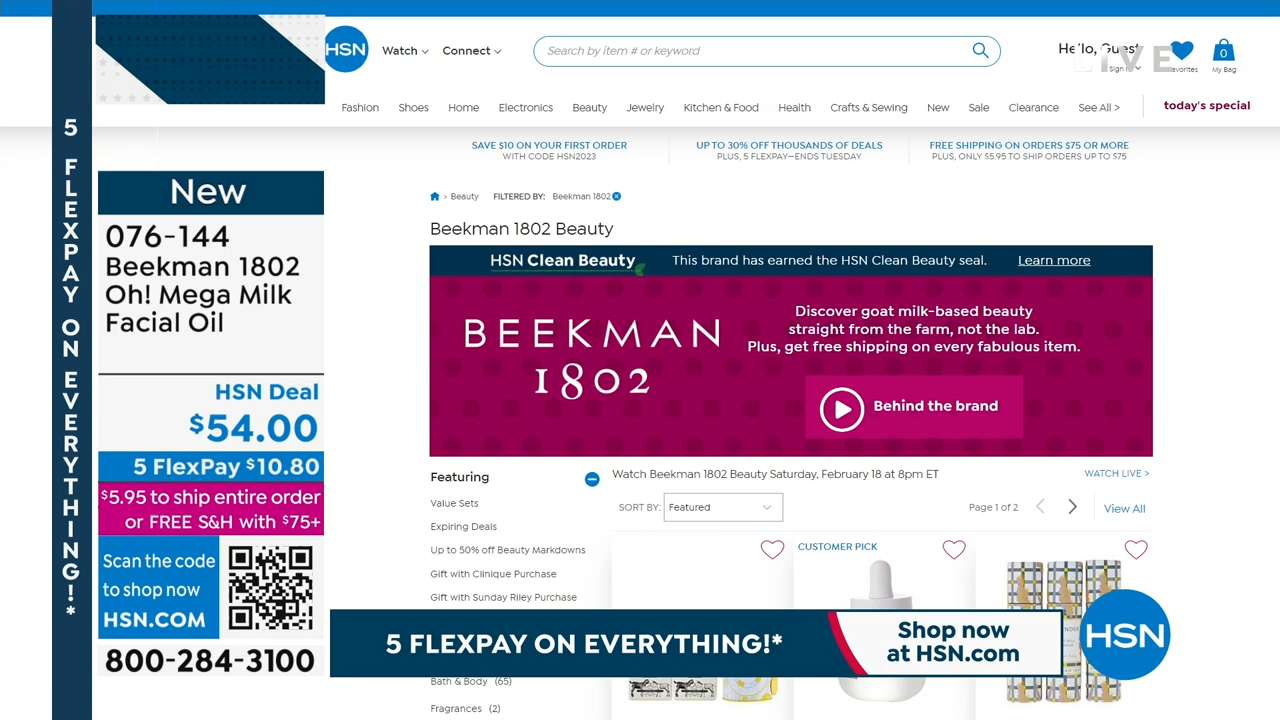 5 FLEXPAY ON EVERYTHING!*
New
076-144
Beekman 1802
Oh! Mega Milk
Facial Oil
HSN Deal
$54.00
5 FlexPay $10.80
$5.95 to ship entire order
or FREE S&H with $75+
Scan the code
to shop now
HSN.COM
800-284-3100
HSN
Watch
Connect
Search by item # or keyword
Hello, Guest
Sign In
LIVE
Favorites
0
My Bag
Fashion
Shoes
Home
Electronics
Beauty
Jewelry
Kitchen & Food
Health
Crafts & Sewing
New
Sale
Clearance
See All >
today's special
SAVE $10 ON YOUR FIRST ORDER
WITH CODE HSN2023
UP TO 30% OFF THOUSANDS OF DEALS
PLUS, 5 FLEXPAY—ENDS TUESDAY
FREE SHIPPING ON ORDERS $75 OR MORE
PLUS, ONLY $5.95 TO SHIP ORDERS UP TO $75
> Beauty FILTERED BY: Beekman 1802
Beekman 1802 Beauty
HSN Clean Beauty This brand has earned the HSN Clean Beauty seal. Learn more
BEEKMAN
1802
Discover goat milk-based beauty
straight from the farm, not the lab.
Plus, get free shipping on every fabulous item.
Behind the brand
Featuring
Value Sets
Expiring Deals
Up to 50% off Beauty Markdowns
Gift with Clinique Purchase
Gift with Sunday Riley Purchase
Bath & Body (65)
Fragrances (2)
Watch Beekman 1802 Beauty Saturday, February 18 at 8pm ET
WATCH LIVE >
SORT BY: Featured
Page 1 of 2
View All
CUSTOMER PICK
5 FLEXPAY ON EVERYTHING!*
Shop now
at HSN.com
HSN